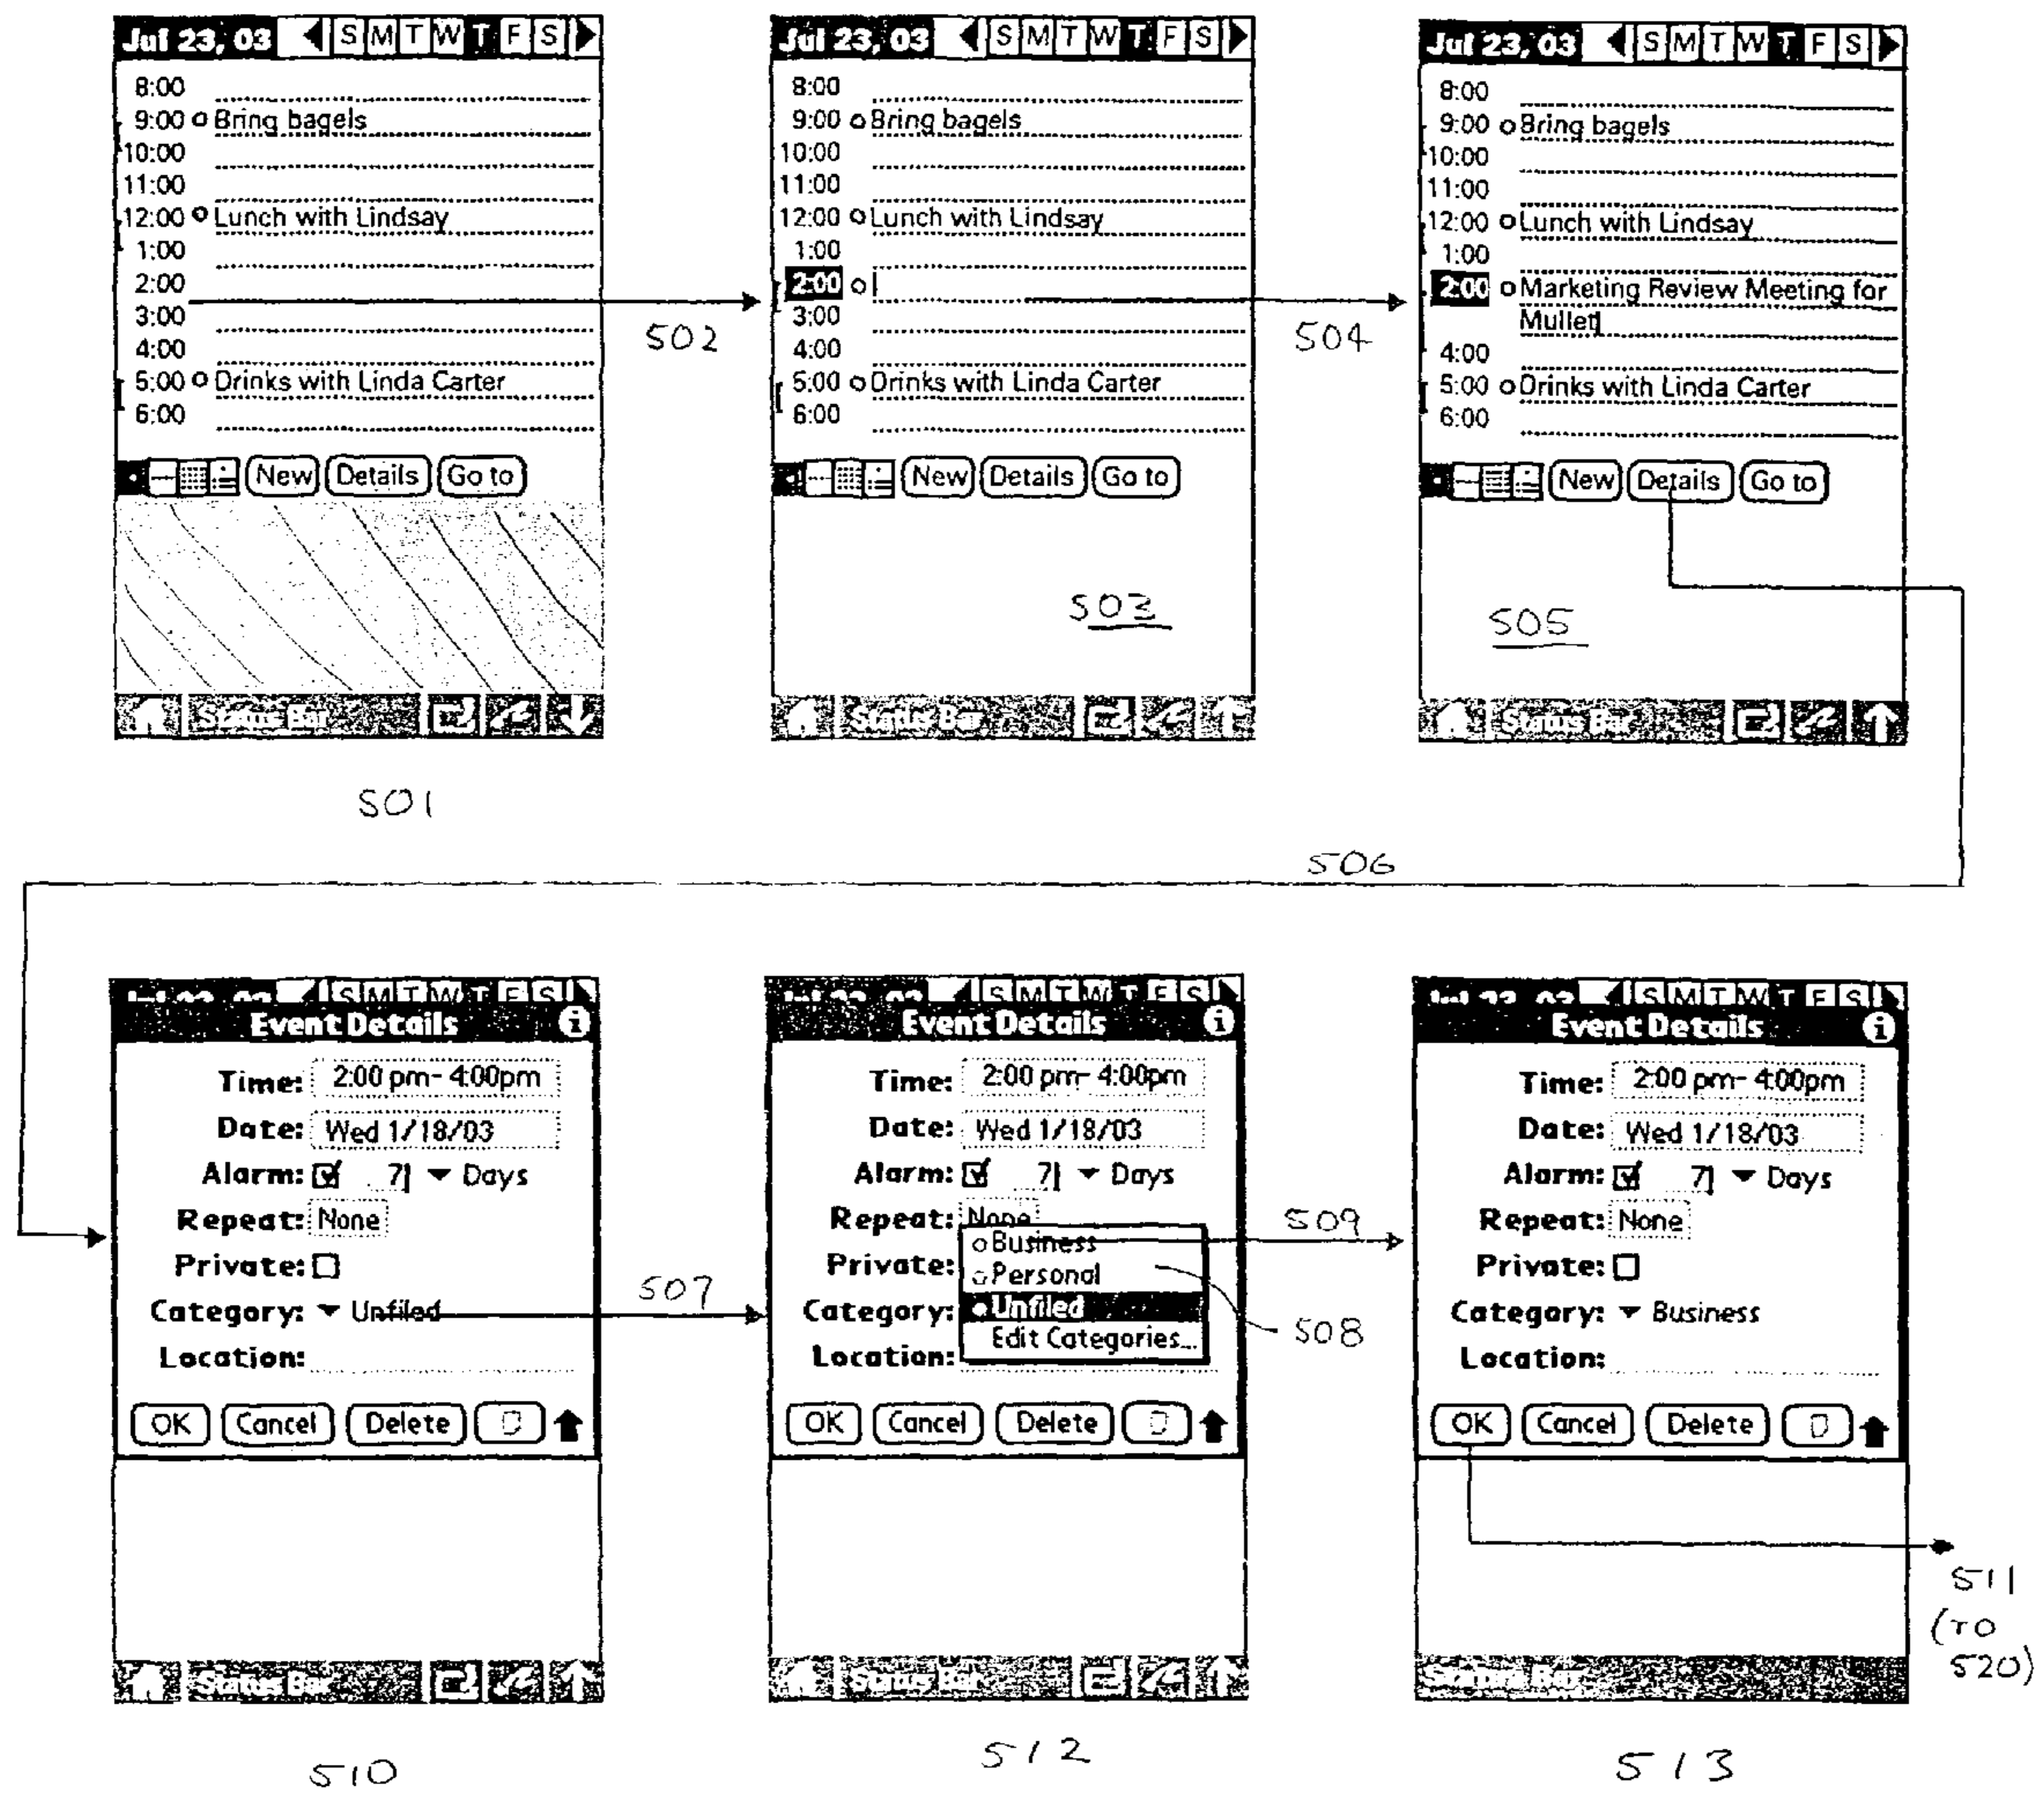 Jul 23, 03 S M T W T F S
8:00
9:00 Bring bagels
10:00
11:00
12:00 Lunch with Lindsay
1:00
2:00
3:00
4:00
5:00 Drinks with Linda Carter
6:00
New Details Go to
Status Bar
501
502
Jul 23, 03 S M T W T F S
8:00
9:00 Bring bagels
10:00
11:00
12:00 Lunch with Lindsay
1:00
2:00
3:00
4:00
5:00 Drinks with Linda Carter
6:00
New Details Go to
503
Status Bar
504
Jul 23, 03 S M T W T F S
8:00
9:00 Bring bagels
10:00
11:00
12:00 Lunch with Lindsay
1:00
2:00 Marketing Review Meeting for
Mullet
4:00
5:00 Drinks with Linda Carter
6:00
New Details Go to
505
Status Bar
506
S M T W T F S
Event Details i
Time: 2:00 pm - 4:00pm
Date: Wed 1/18/03
Alarm: 7 Days
Repeat: None
Private:
Category: Unfiled
Location:
OK Cancel Delete
Status Bar
510
507
S M T W T F S
Event Details i
Time: 2:00 pm - 4:00pm
Date: Wed 1/18/03
Alarm: 7 Days
Repeat: None
Business
Private: Personal
Category: Unfiled
Edit Categories...
Location:
OK Cancel Delete
508
Status Bar
512
509
S M T W T F S
Event Details i
Time: 2:00 pm - 4:00pm
Date: Wed 1/18/03
Alarm: 7 Days
Repeat: None
Private:
Category: Business
Location:
OK Cancel Delete
511
(TO
520)
Status Bar
513